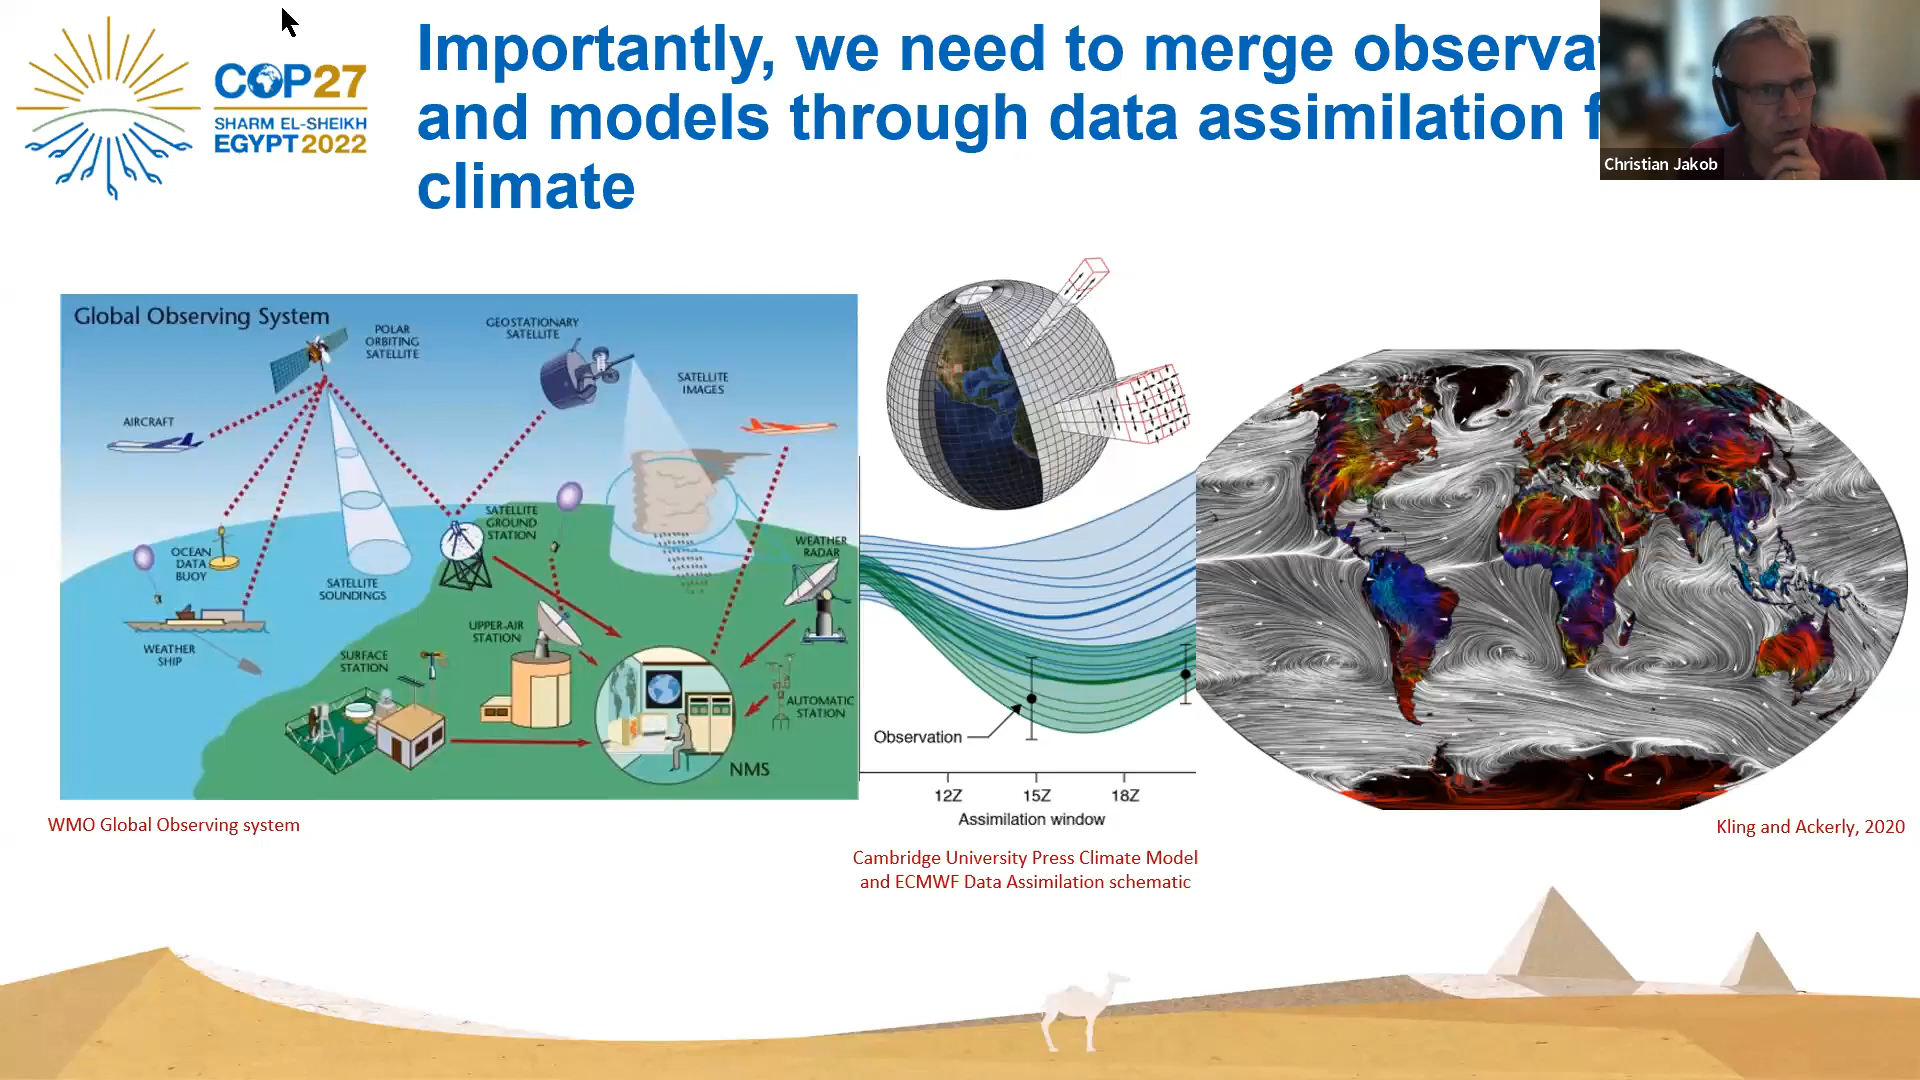 COP27
SHARM EL-SHEIKH
EGYPT 2022
Importantly, we need to merge observa
and models through data assimilation f
climate
Christian Jakob
Global Observing System
POLAR
ORBITING
SATELLITE
GEOSTATIONARY
SATELLITE
SATELLITE
IMAGES
AIRCRAFT
SATELLITE
GROUND
STATION
OCEAN
DATA
BUOY
WEATHER
RADAR
SATELLITE
SOUNDINGS
UPPER-AIR
STATION
WEATHER
SHIP
SURFACE
STATION
AUTOMATIC
STATION
NMS
Observation
12Z 15Z 18Z
Assimilation window
WMO Global Observing system
Cambridge University Press Climate Model
and ECMWF Data Assimilation schematic
Kling and Ackerly, 2020